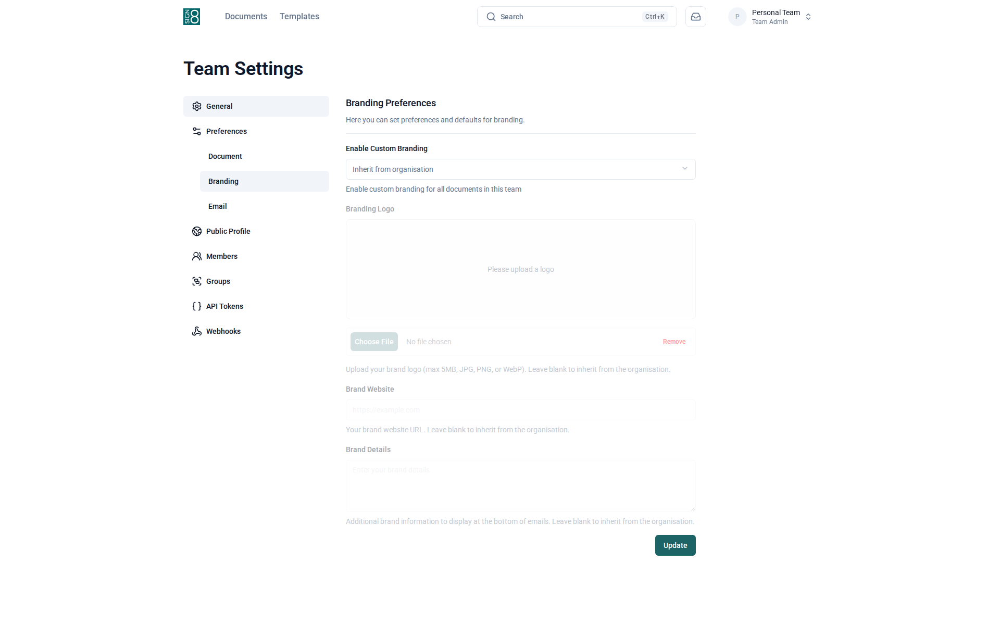 SIGN
8
Documents
Templates
Search
Ctrl+K
P
Personal Team
Team Admin
Team Settings
General
Preferences
Document
Branding
Email
Public Profile
Members
Groups
API Tokens
Webhooks
Branding Preferences
Here you can set preferences and defaults for branding.
Enable Custom Branding
Inherit from organisation
Enable custom branding for all documents in this team
Branding Logo
Please upload a logo
Choose File
No file chosen
Remove
Upload your brand logo (max 5MB, JPG, PNG, or WebP). Leave blank to inherit from the organisation.
Brand Website
https://example.com
Your brand website URL. Leave blank to inherit from the organisation.
Brand Details
Enter your brand details
Additional brand information to display at the bottom of emails. Leave blank to inherit from the organisation.
Update